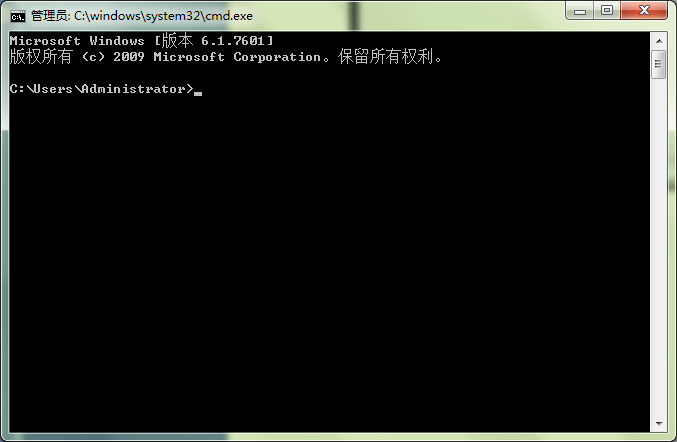 管理员: C:\windows\system32\cmd.exe
Microsoft Windows [版本 6.1.7601]
版权所有 (c) 2009 Microsoft Corporation。保留所有权利。
C:\Users\Administrator>